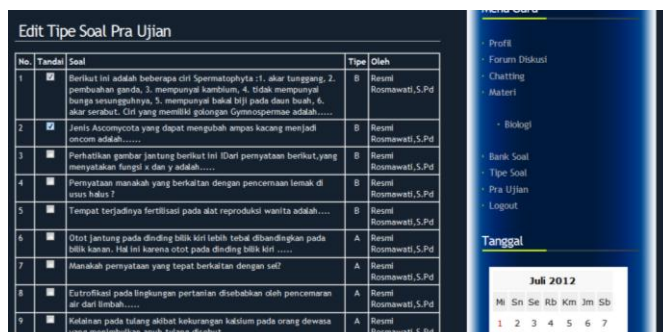 Edit Tipe Soal Pra Ujian
No. Tandai Soal Tipe Oleh
1 Berikut ini adalah beberapa ciri Spermatophyta :1. akar tunggang, 2. B Resmi
pembuahan ganda, 3. mempunyai kambium, 4. tidak mempunyai Rosmawati,S.Pd
bunga sesungguhnya, 5. mempunyai bakal biji pada daun buah, 6.
akar serabut. Ciri yang memiliki golongan Gymnospermae adalah.....
2 Jenis Ascomycota yang dapat mengubah ampas kacang menjadi B Resmi
oncom adalah...... Rosmawati,S.Pd
3 Perhatikan gambar jantung berikut ini !Dari pernyataan berikut,yang B Resmi
menyatakan fungsi x dan y adalah..... Rosmawati,S.Pd
4 Pernyataan manakah yang berkaitan dengan pencernaan lemak di B Resmi
usus halus ? Rosmawati,S.Pd
5 Tempat terjadinya fertilisasi pada alat reproduksi wanita adalah.... B Resmi
Rosmawati,S.Pd
6 Otot jantung pada dinding bilik kiri lebih tebal dibandingkan pada A Resmi
bilik kanan. Hal ini karena otot pada dinding bilik kiri ..... Rosmawati,S.Pd
7 Manakah pernyataan yang tepat berkaitan dengan sel? A Resmi
Rosmawati,S.Pd
8 Eutrofikasi pada lingkungan pertanian disebabkan oleh pencemaran A Resmi
air dari limbah..... Rosmawati,S.Pd
9 Kelainan pada tulang akibat kekurangan kalsium pada orang dewasa A Resmi
Rosmawati,S.Pd
Menu Guru
Profil
Forum Diskusi
Chatting
Materi
Biologi
Bank Soal
Tipe Soal
Pra Ujian
Logout
Tanggal
Juli 2012
Mi Sn Se Rb Km Jm Sb
1 2 3 4 5 6 7